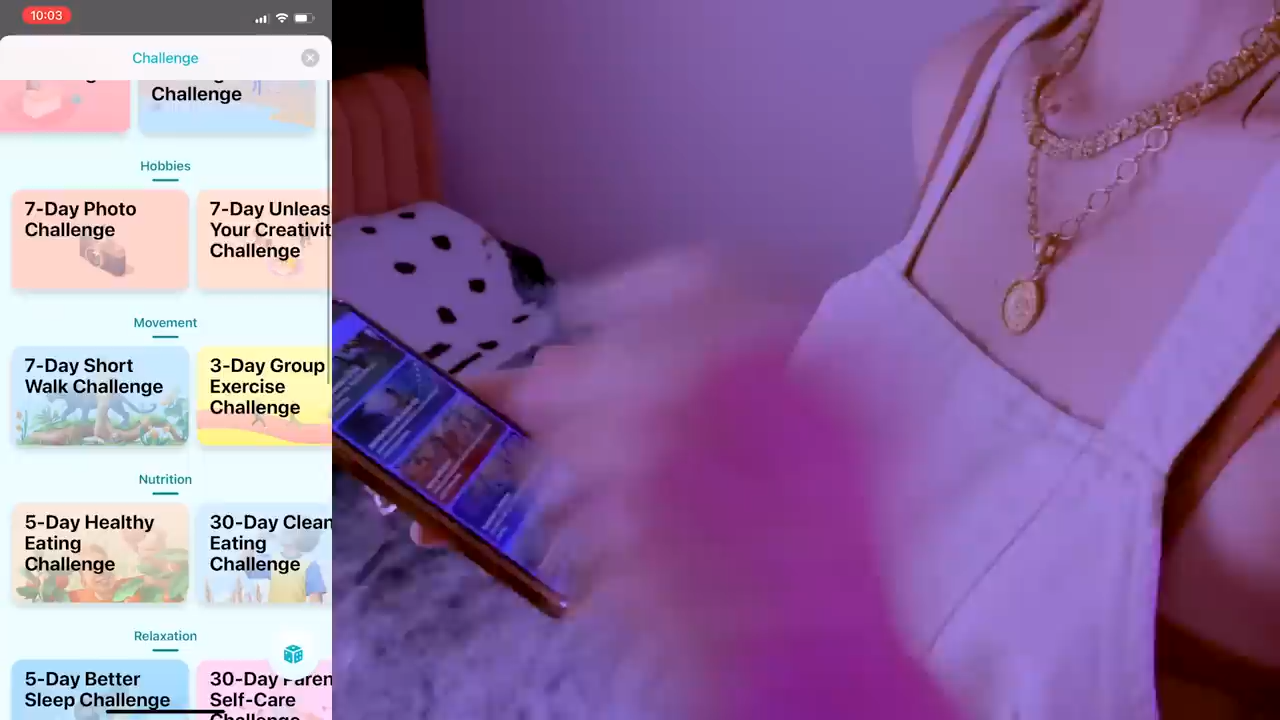 10:03
Challenge
Challenge
Hobbies
7-Day Photo
Challenge
7-Day Unleas
Your Creativit
Challenge
Movement
7-Day Short
Walk Challenge
3-Day Group
Exercise
Challenge
Nutrition
5-Day Healthy
Eating
Challenge
30-Day Clean
Eating
Challenge
Relaxation
5-Day Better
Sleep Challenge
30-Day Paren
Self-Care
Challenge